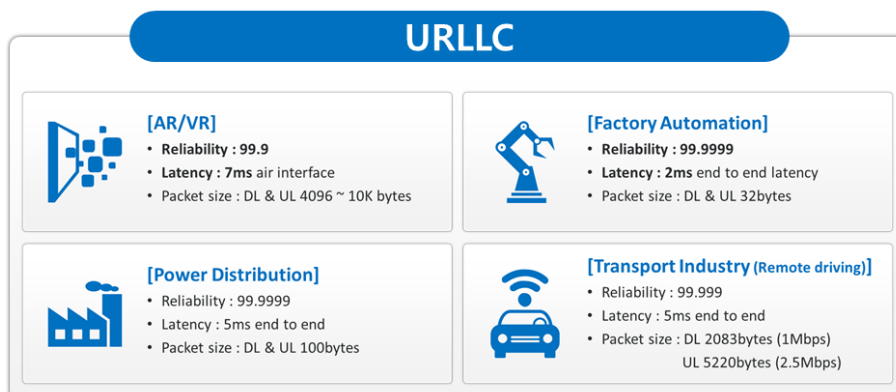 URLLC
[AR/VR]
• Reliability : 99.9
• Latency : 7ms air interface
• Packet size : DL & UL 4096 ~ 10K bytes
[Factory Automation]
• Reliability : 99.9999
• Latency : 2ms end to end latency
• Packet size : DL & UL 32bytes
[Power Distribution]
• Reliability : 99.9999
• Latency : 5ms end to end
• Packet size : DL & UL 100bytes
[Transport Industry (Remote driving)]
• Reliability : 99.999
• Latency : 5ms end to end
• Packet size : DL 2083bytes (1Mbps)
UL 5220bytes (2.5Mbps)